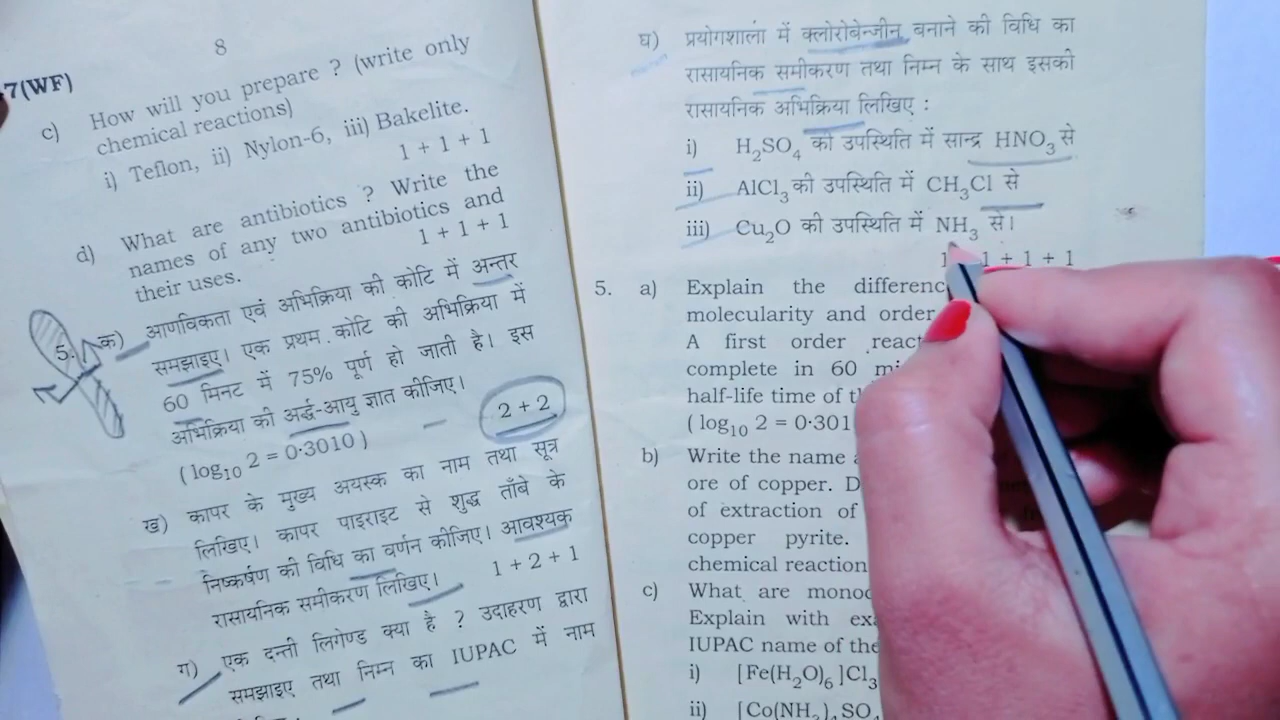 8
7(WF)
c) How will you prepare ? (write only
chemical reactions)
i) Teflon, ii) Nylon-6, iii) Bakelite.
1 + 1 + 1
d) What are antibiotics ? Write the
names of any two antibiotics and
their uses.
1 + 1 + 1
5. क) आणविकता एवं अभिक्रिया की कोटि में अन्तर
समझाइए। एक प्रथम कोटि की अभिक्रिया में
60 मिनट में 75% पूर्ण हो जाती है। इस
अभिक्रिया की अर्द्ध-आयु ज्ञात कीजिए।
2 + 2
( log₁₀ 2 = 0·3010 )
ख) कापर के मुख्य अयस्क का नाम तथा सूत्र
लिखिए। कापर पाइराइट से शुद्ध ताँबे के
निष्कर्षण की विधि का वर्णन कीजिए। आवश्यक
रासायनिक समीकरण लिखिए।
1 + 2 + 1
ग) एक दन्ती लिगेण्ड क्या है ? उदाहरण द्वारा
समझाइए तथा निम्न का IUPAC में नाम
घ) प्रयोगशाला में क्लोरोबेन्जीन बनाने की विधि का
रासायनिक समीकरण तथा निम्न के साथ इसकी
रासायनिक अभिक्रिया लिखिए :
i) H₂SO₄ की उपस्थिति में सान्द्र HNO₃ से
ii) AlCl₃ की उपस्थिति में CH₃Cl से
iii) Cu₂O की उपस्थिति में NH₃ से।
1 + 1 + 1
5. a) Explain the
molecularity and order
A first order
complete in 60
half-life time of
( log₁₀ 2 = 0·301
b) Write the name
ore of copper.
of extraction of
copper pyrite.
chemical reaction
c) What are
Explain with
IUPAC name of the
i) [Fe(H₂O)₆]Cl₃
ii) [Co(NH₃)₄SO₄